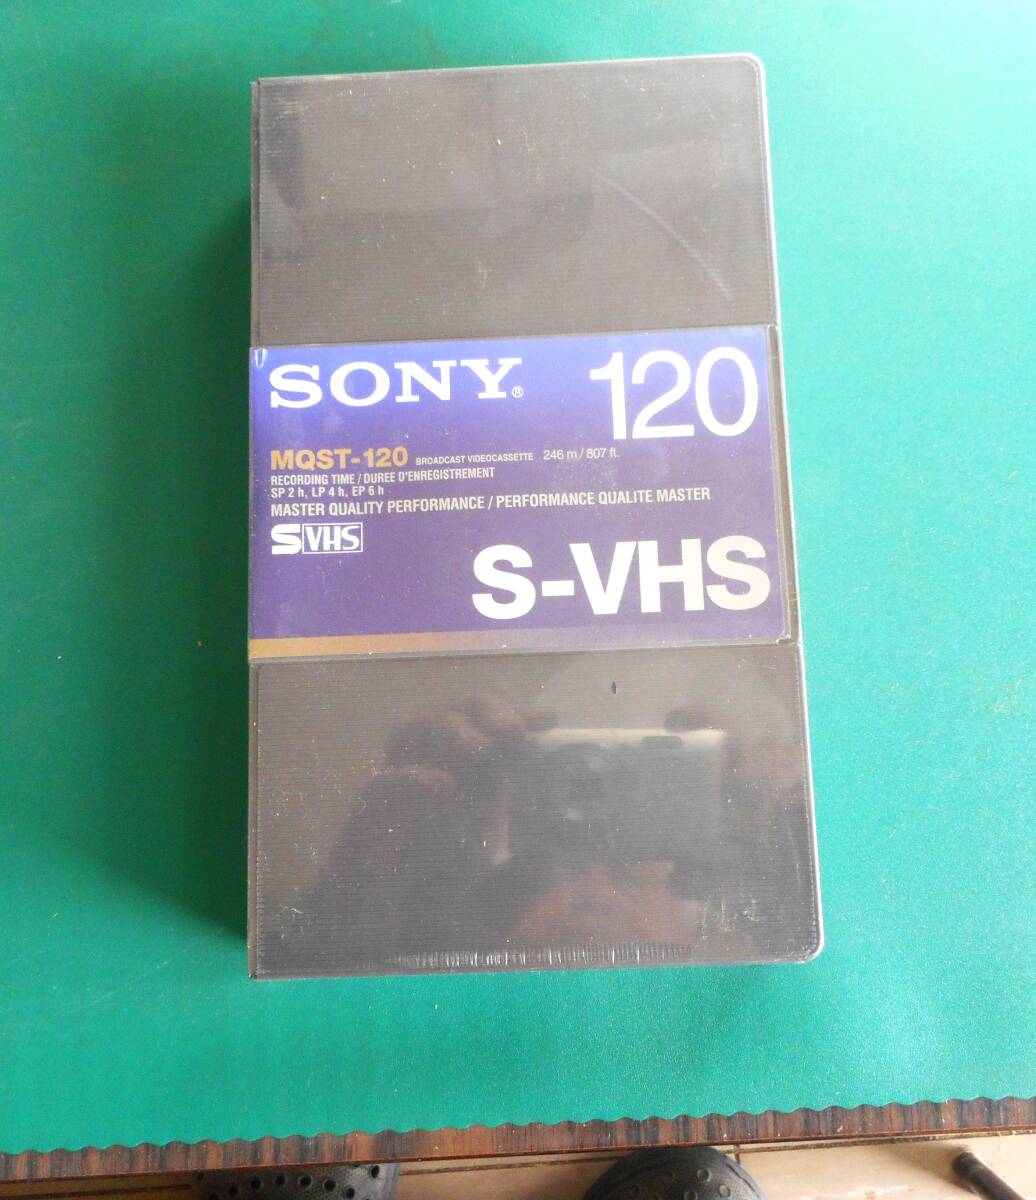 SONY® 120
MQST-120 BROADCAST VIDEOCASSETTE 246 m / 807 ft.
RECORDING TIME / DUREE D'ENREGISTREMENT
SP 2 h, LP 4 h, EP 6 h
MASTER QUALITY PERFORMANCE / PERFORMANCE QUALITE MASTER
S VHS
S-VHS